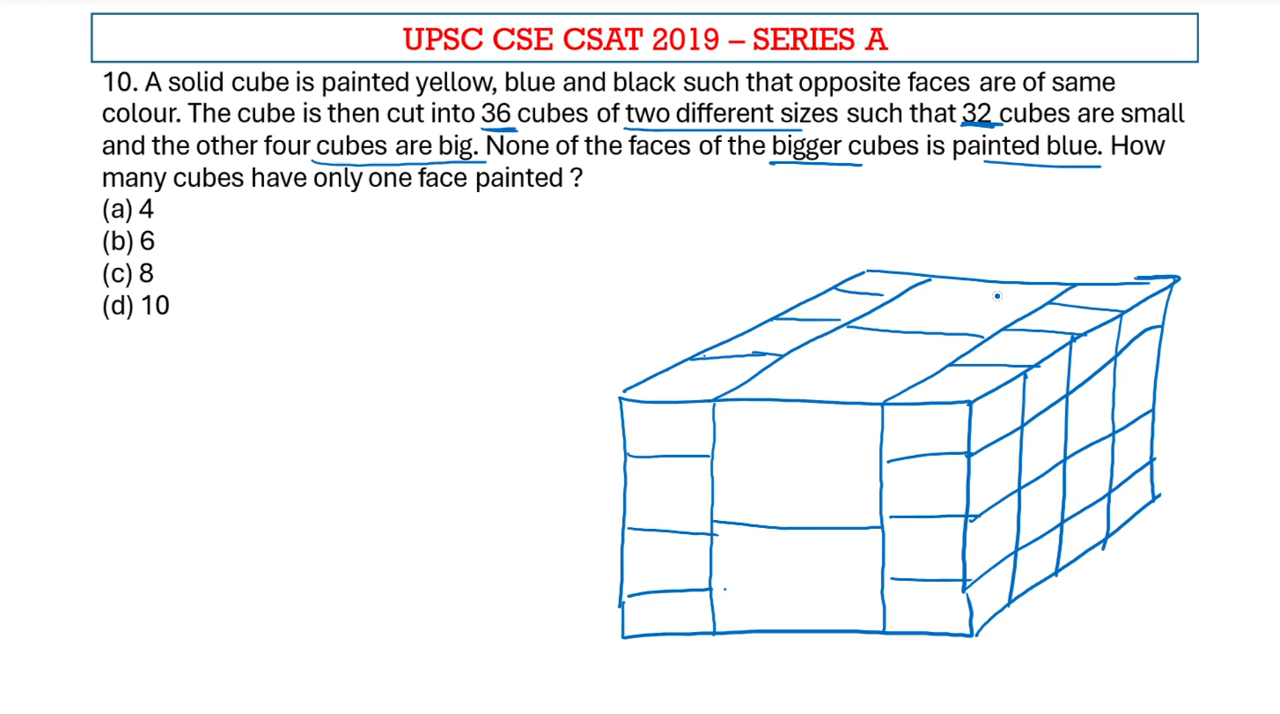 UPSC CSE CSAT 2019 – SERIES A
10. A solid cube is painted yellow, blue and black such that opposite faces are of same
colour. The cube is then cut into 36 cubes of two different sizes such that 32 cubes are small
and the other four cubes are big. None of the faces of the bigger cubes is painted blue. How
many cubes have only one face painted ?
(a) 4
(b) 6
(c) 8
(d) 10